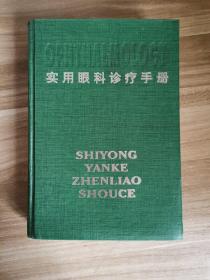 OPHTHALMOLOGY
实用眼科诊疗手册
SHIYONG
YANKE
ZHENLIAO
SHOUCE